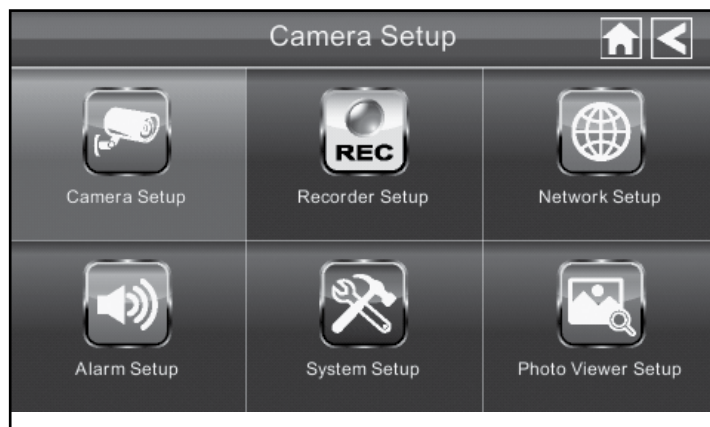 Camera Setup
REC
Camera Setup
Recorder Setup
Network Setup
Alarm Setup
System Setup
Photo Viewer Setup